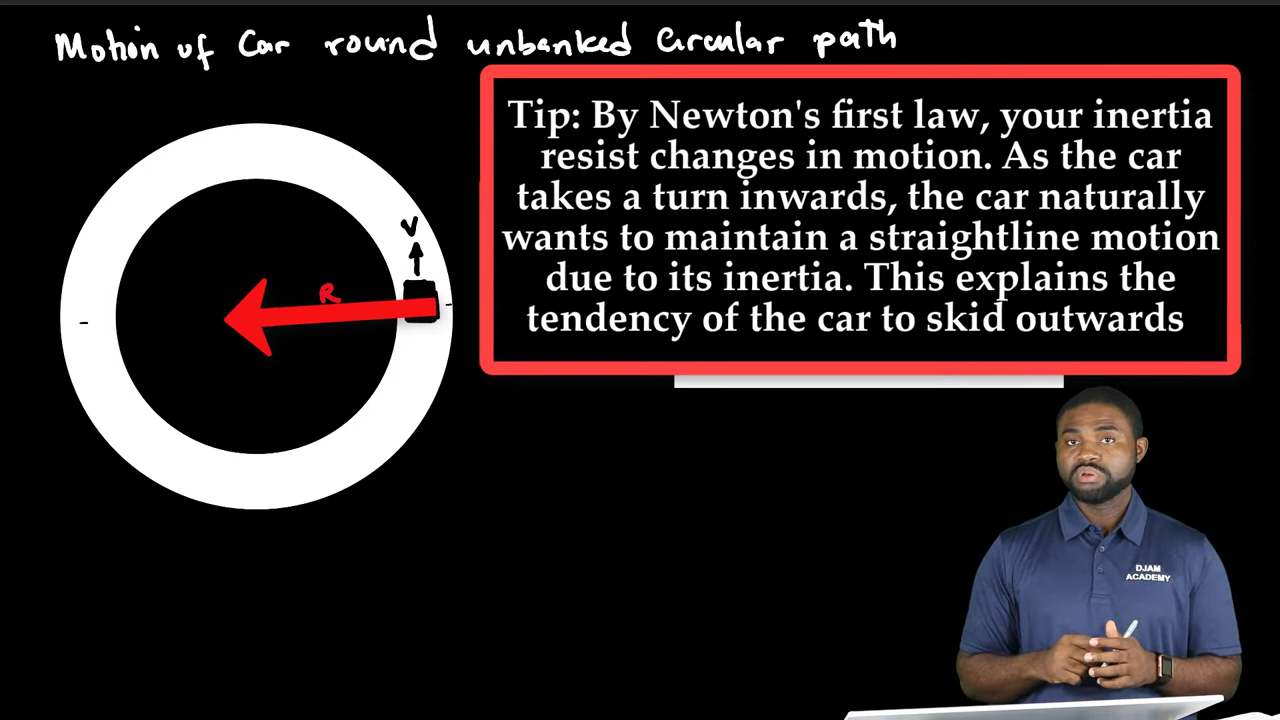 Motion of Car round unbanked Circular path
Tip: By Newton's first law, your inertia
resist changes in motion. As the car
takes a turn inwards, the car naturally
wants to maintain a straightline motion
due to its inertia. This explains the
tendency of the car to skid outwards
V
R
DJAM
ACADEMY